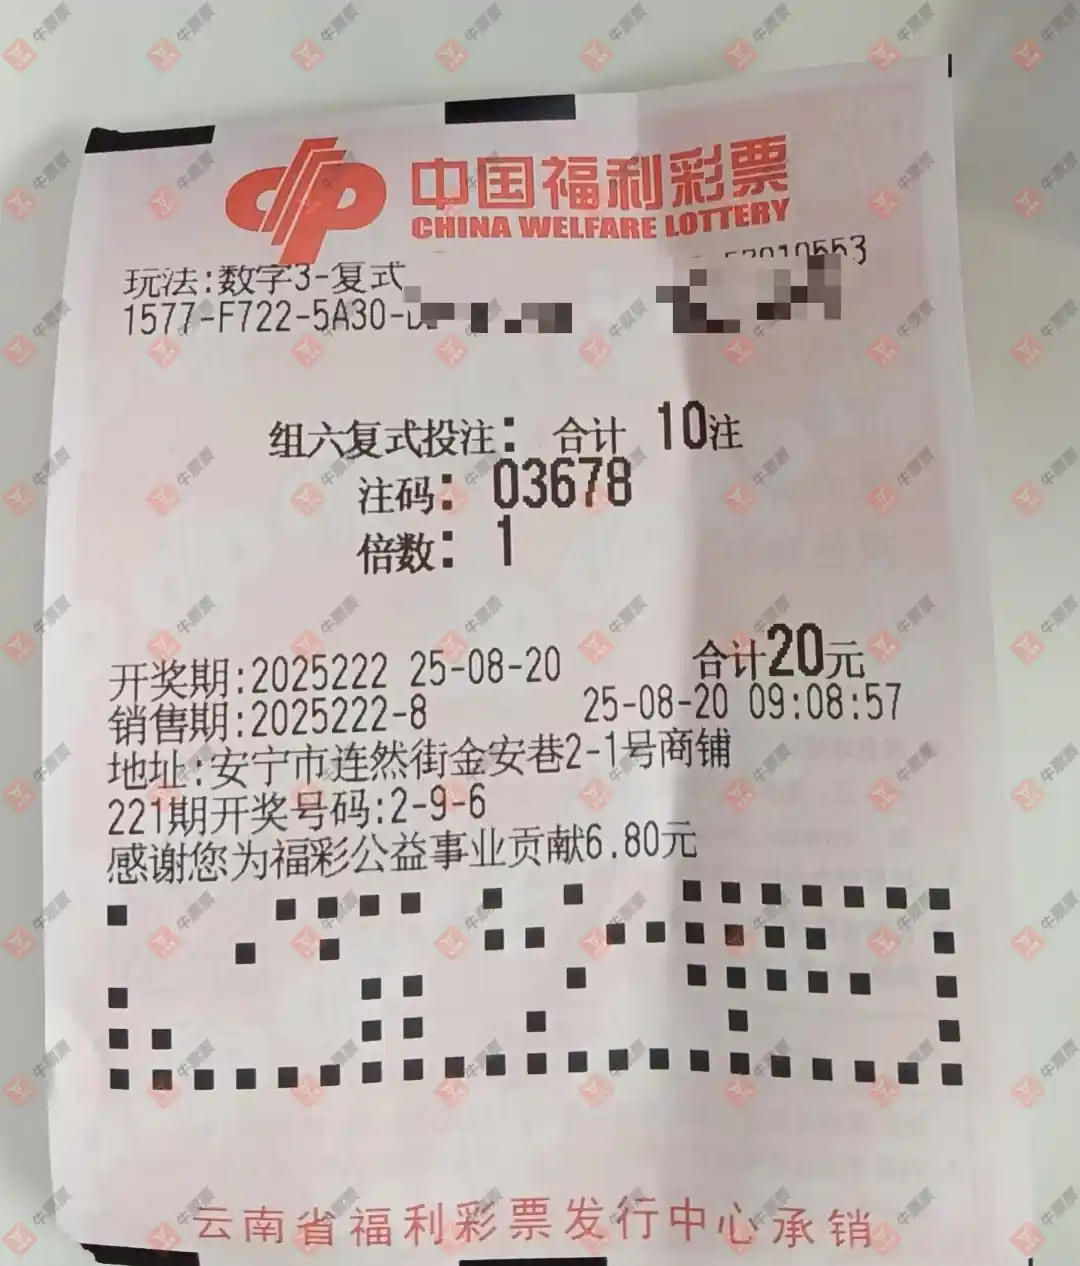 中国福利彩票
CHINA WELFARE LOTTERY
玩法:数字3-复式
1577-F722-5A30-
组六复式投注: 合计 10注
注码: 03678
倍数: 1
合计20元
开奖期:2025222 25-08-20
销售期:2025222-8 25-08-20 09:08:57
地址:安宁市连然街金安巷2-1号商铺
221期开奖号码:2-9-6
感谢您为福彩公益事业贡献6.80元
云南省福利彩票发行中心承销
牛票票